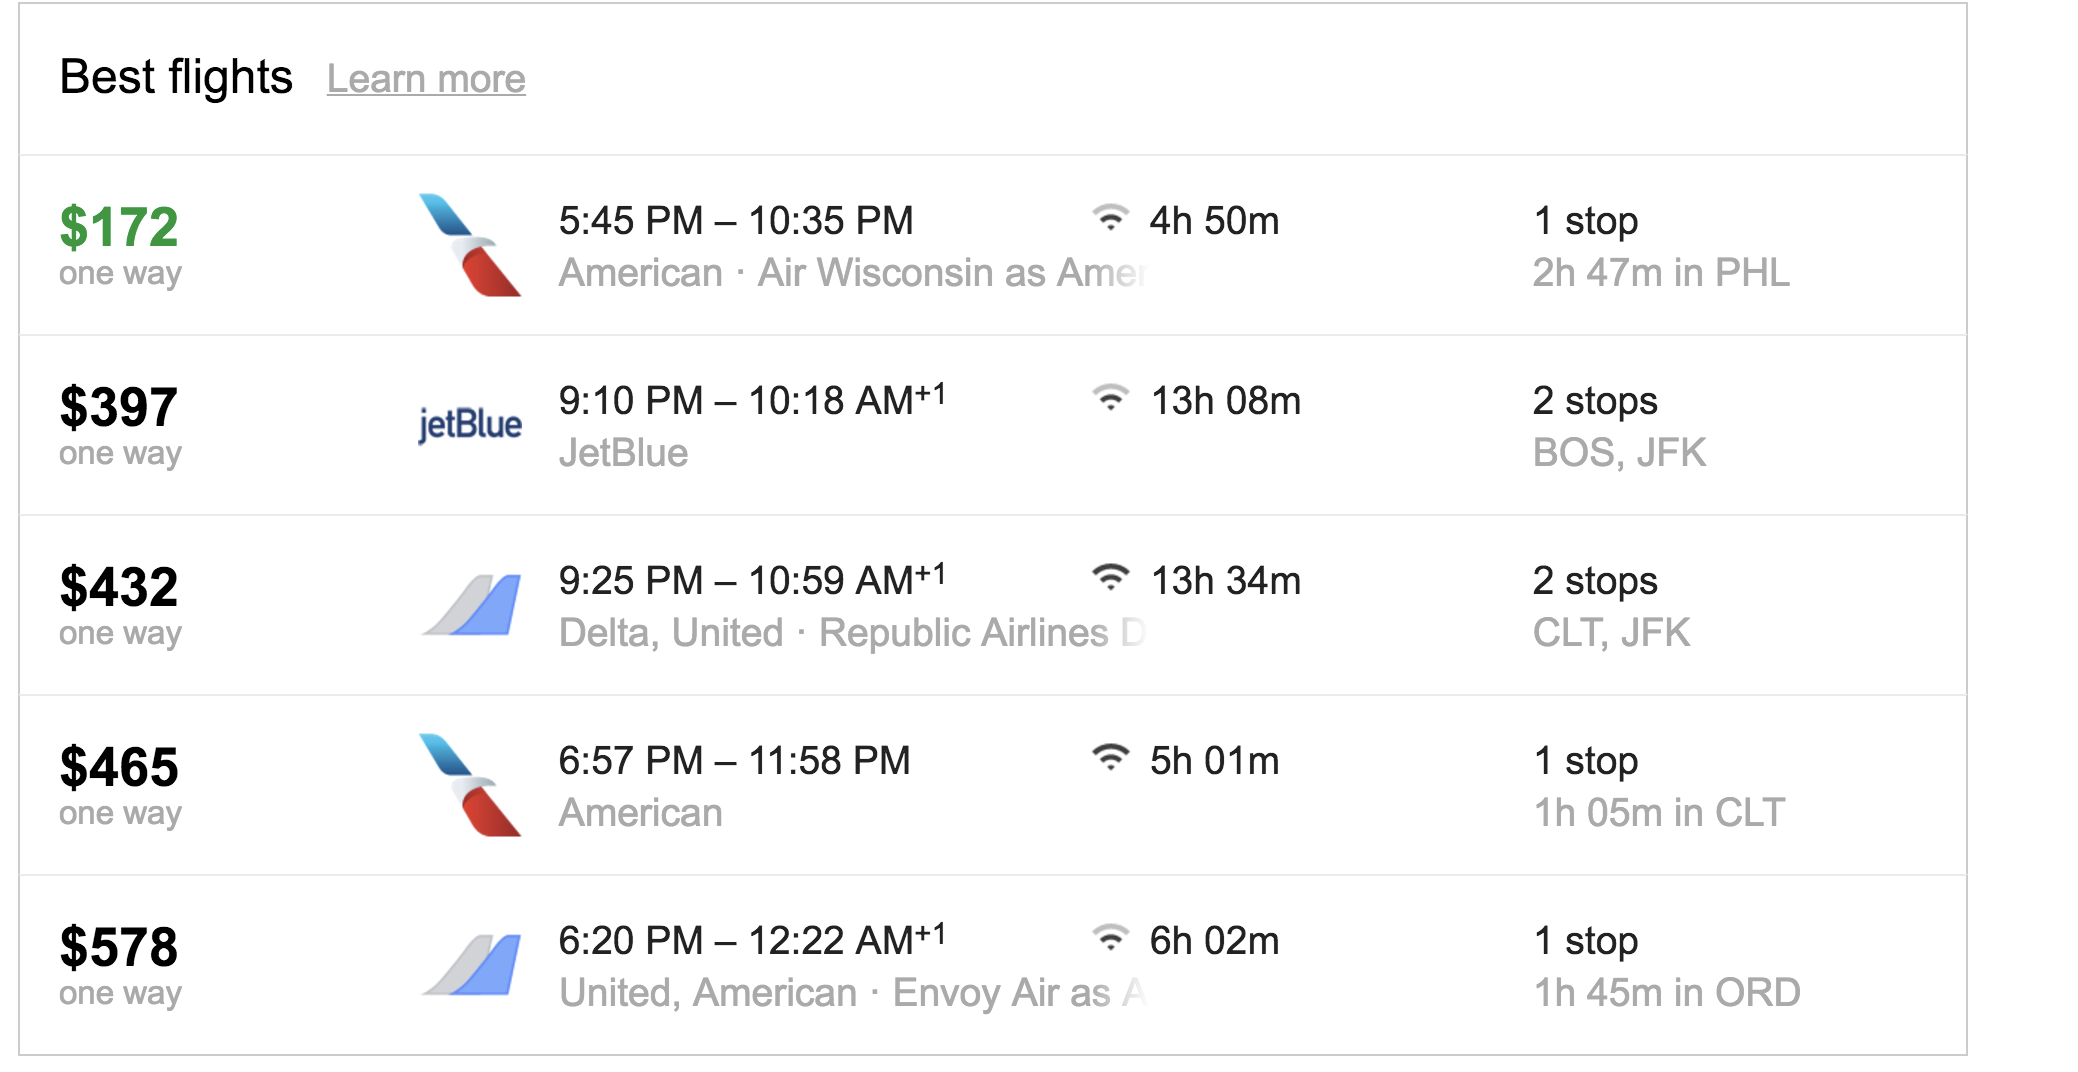 Best flights Learn more
$172 5:45 PM – 10:35 PM 4h 50m 1 stop
one way American · Air Wisconsin as Amer 2h 47m in PHL
$397 jetBlue 9:10 PM – 10:18 AM+1 13h 08m 2 stops
one way JetBlue BOS, JFK
$432 9:25 PM – 10:59 AM+1 13h 34m 2 stops
one way Delta, United · Republic Airlines D CLT, JFK
$465 6:57 PM – 11:58 PM 5h 01m 1 stop
one way American 1h 05m in CLT
$578 6:20 PM – 12:22 AM+1 6h 02m 1 stop
one way United, American · Envoy Air as A 1h 45m in ORD